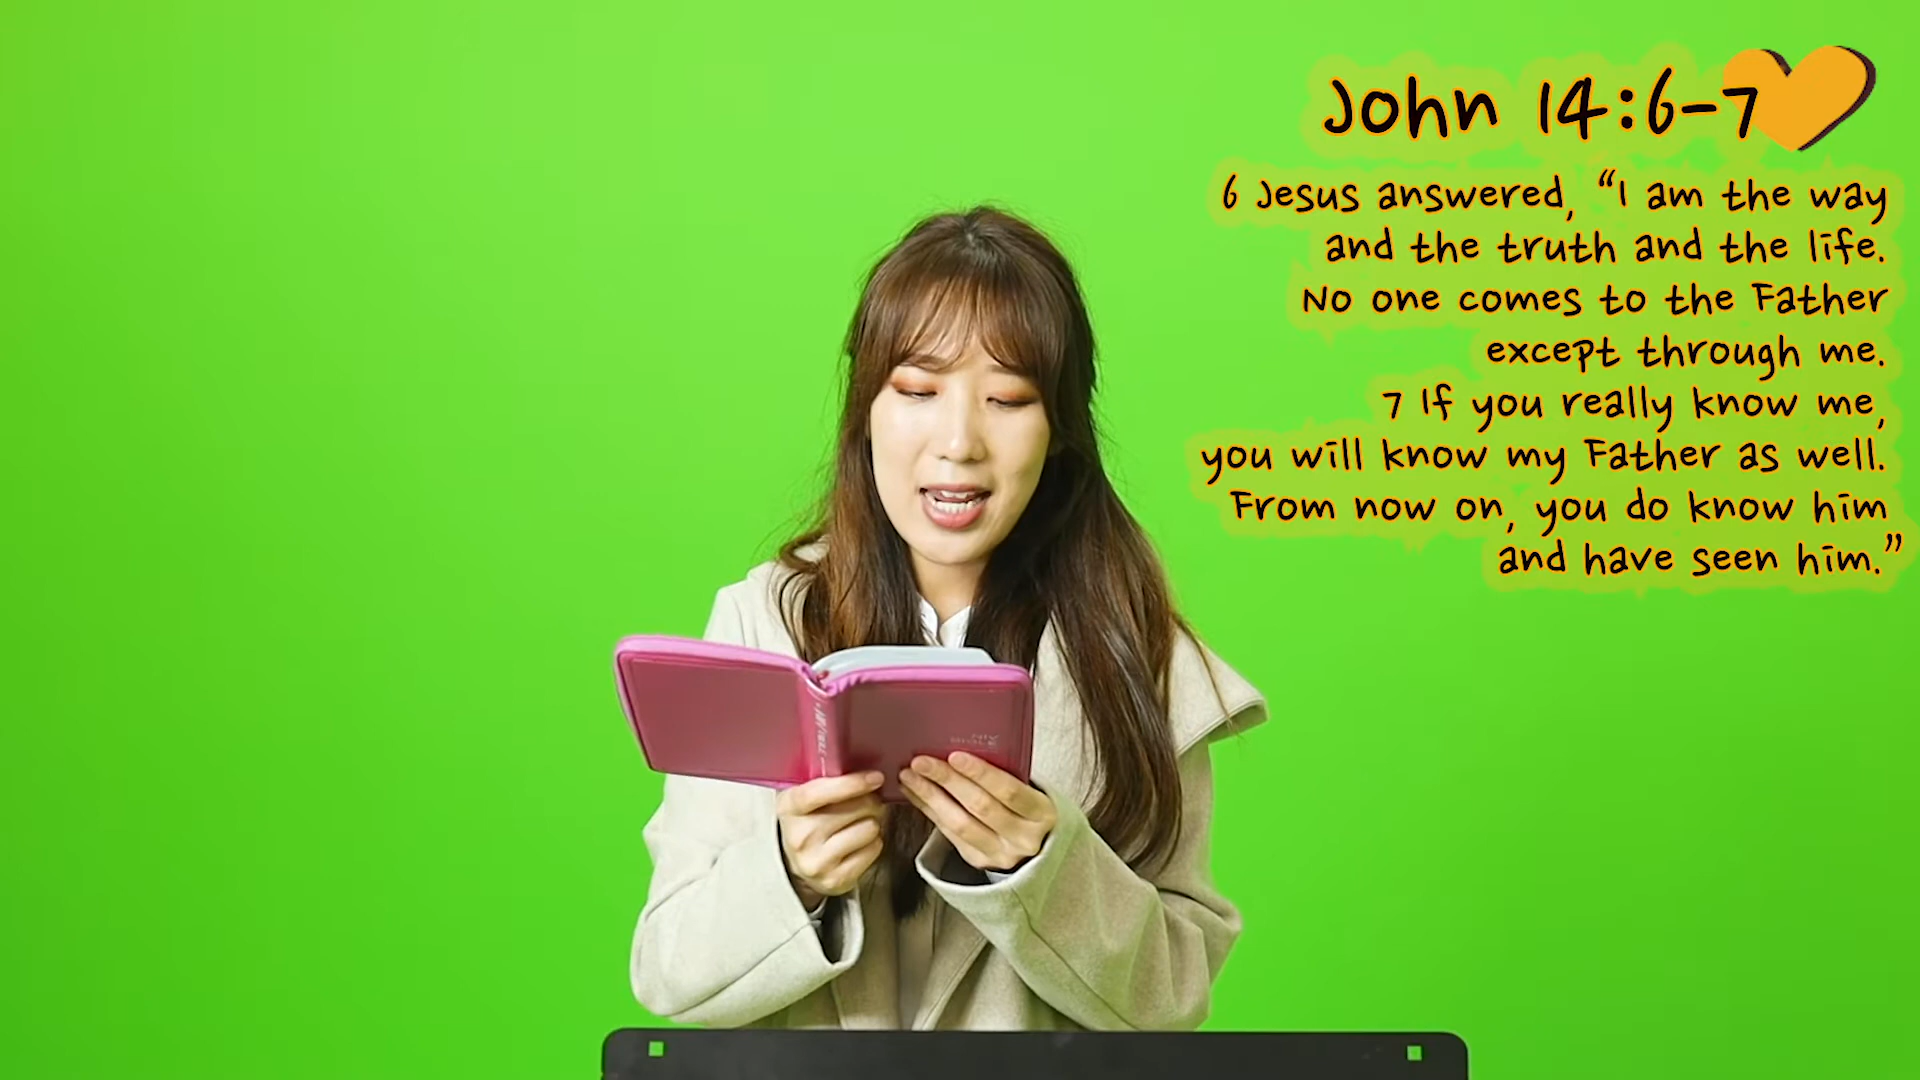 John 14:6-7
6 Jesus answered, “I am the way
and the truth and the life.
No one comes to the Father
except through me.
7 If you really know me,
you will know my Father as well.
From now on, you do know him
and have seen him.”
NIV
BIBLE